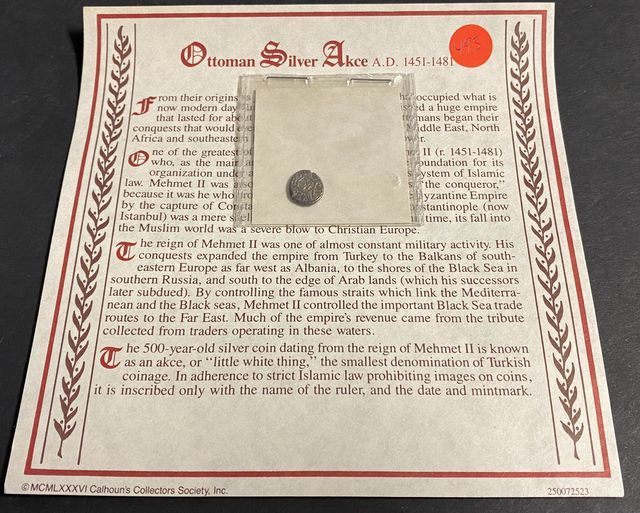 Ottoman Silver Akce A.D. 1451-1481
From their origins has occupied what is
now modern day a huge empire
that lasted for began their
conquests that would Middle East, North
Africa and southeastern
One of the greatest of II (r. 1451-1481)
who, as the main foundation for its
organization under system of Islamic
law. Mehmet II was "the conqueror,"
because it was he who Byzantine Empire
by the capture of Constantinople (now
Istanbul) was a mere time, its fall into
the Muslim world was a severe blow to Christian Europe.
The reign of Mehmet II was one of almost constant military activity. His
conquests expanded the empire from Turkey to the Balkans of south-
eastern Europe as far west as Albania, to the shores of the Black Sea in
southern Russia, and south to the edge of Arab lands (which his successors
later subdued). By controlling the famous straits which link the Mediterra-
nean and the Black seas, Mehmet II controlled the important Black Sea trade
routes to the Far East. Much of the empire's revenue came from the tribute
collected from traders operating in these waters.
The 500-year-old silver coin dating from the reign of Mehmet II is known
as an akce, or "little white thing," the smallest denomination of Turkish
coinage. In adherence to strict Islamic law prohibiting images on coins,
it is inscribed only with the name of the ruler, and the date and mintmark.
©MCMLXXXVI Calhoun's Collectors Society, Inc.
250072523